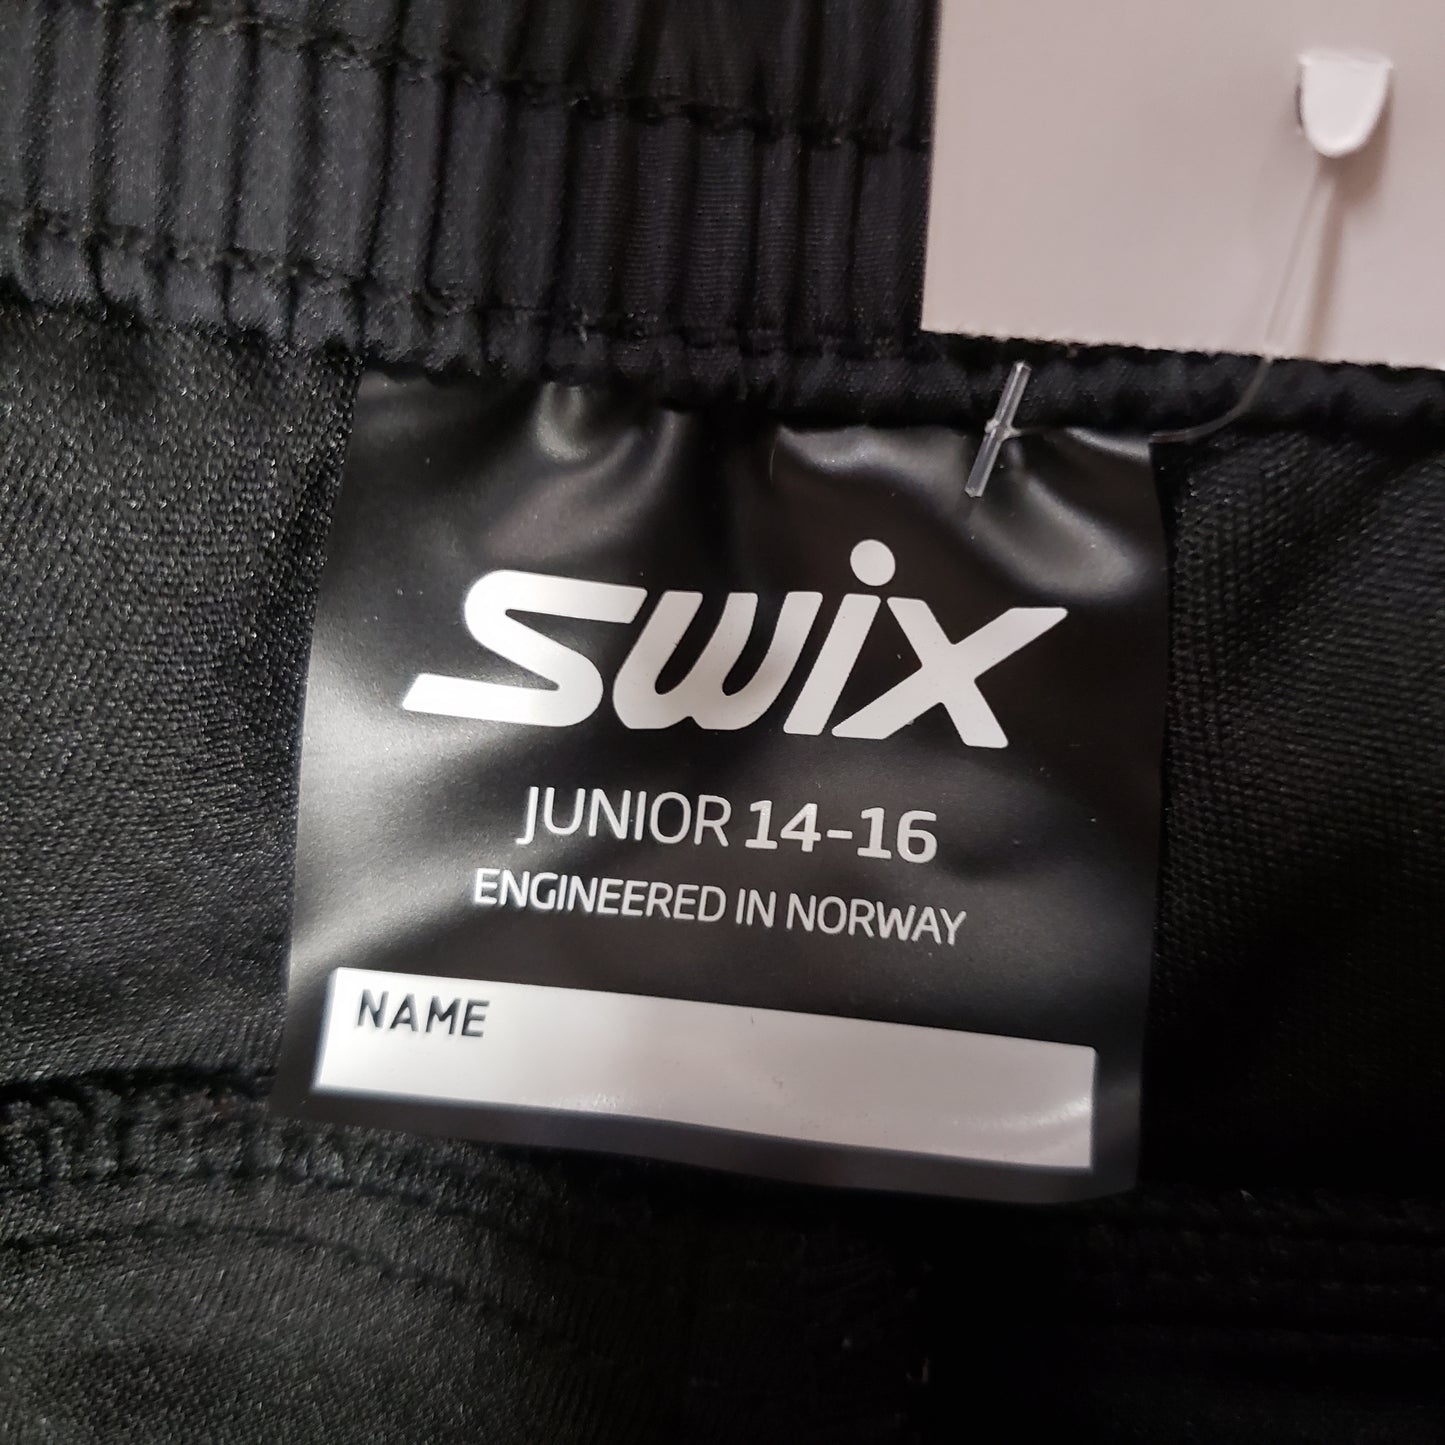 swix
JUNIOR 14-16
ENGINEERED IN NORWAY
NAME